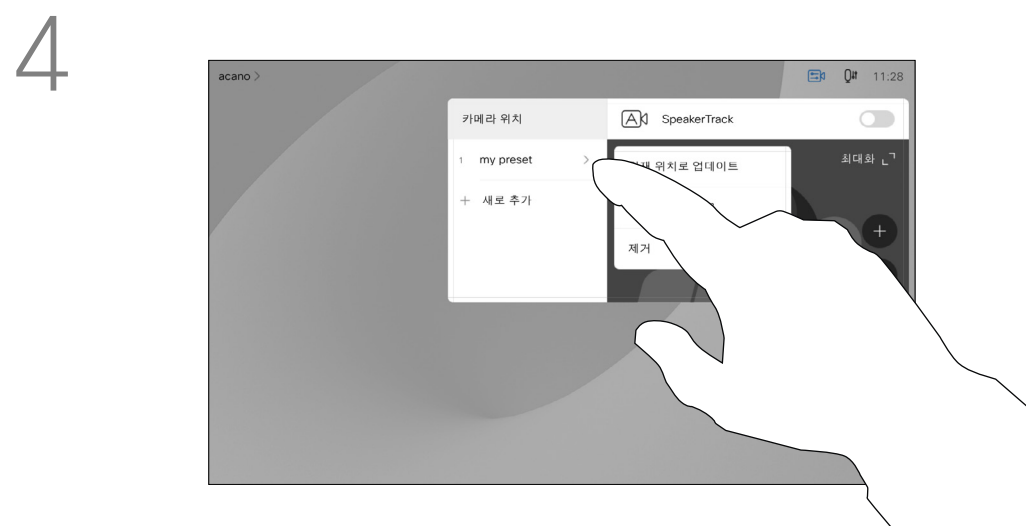 4
acano >
11:28
카메라 위치
SpeakerTrack
1 my preset >
위치로 업데이트
최대화
+ 새로 추가
+
제거